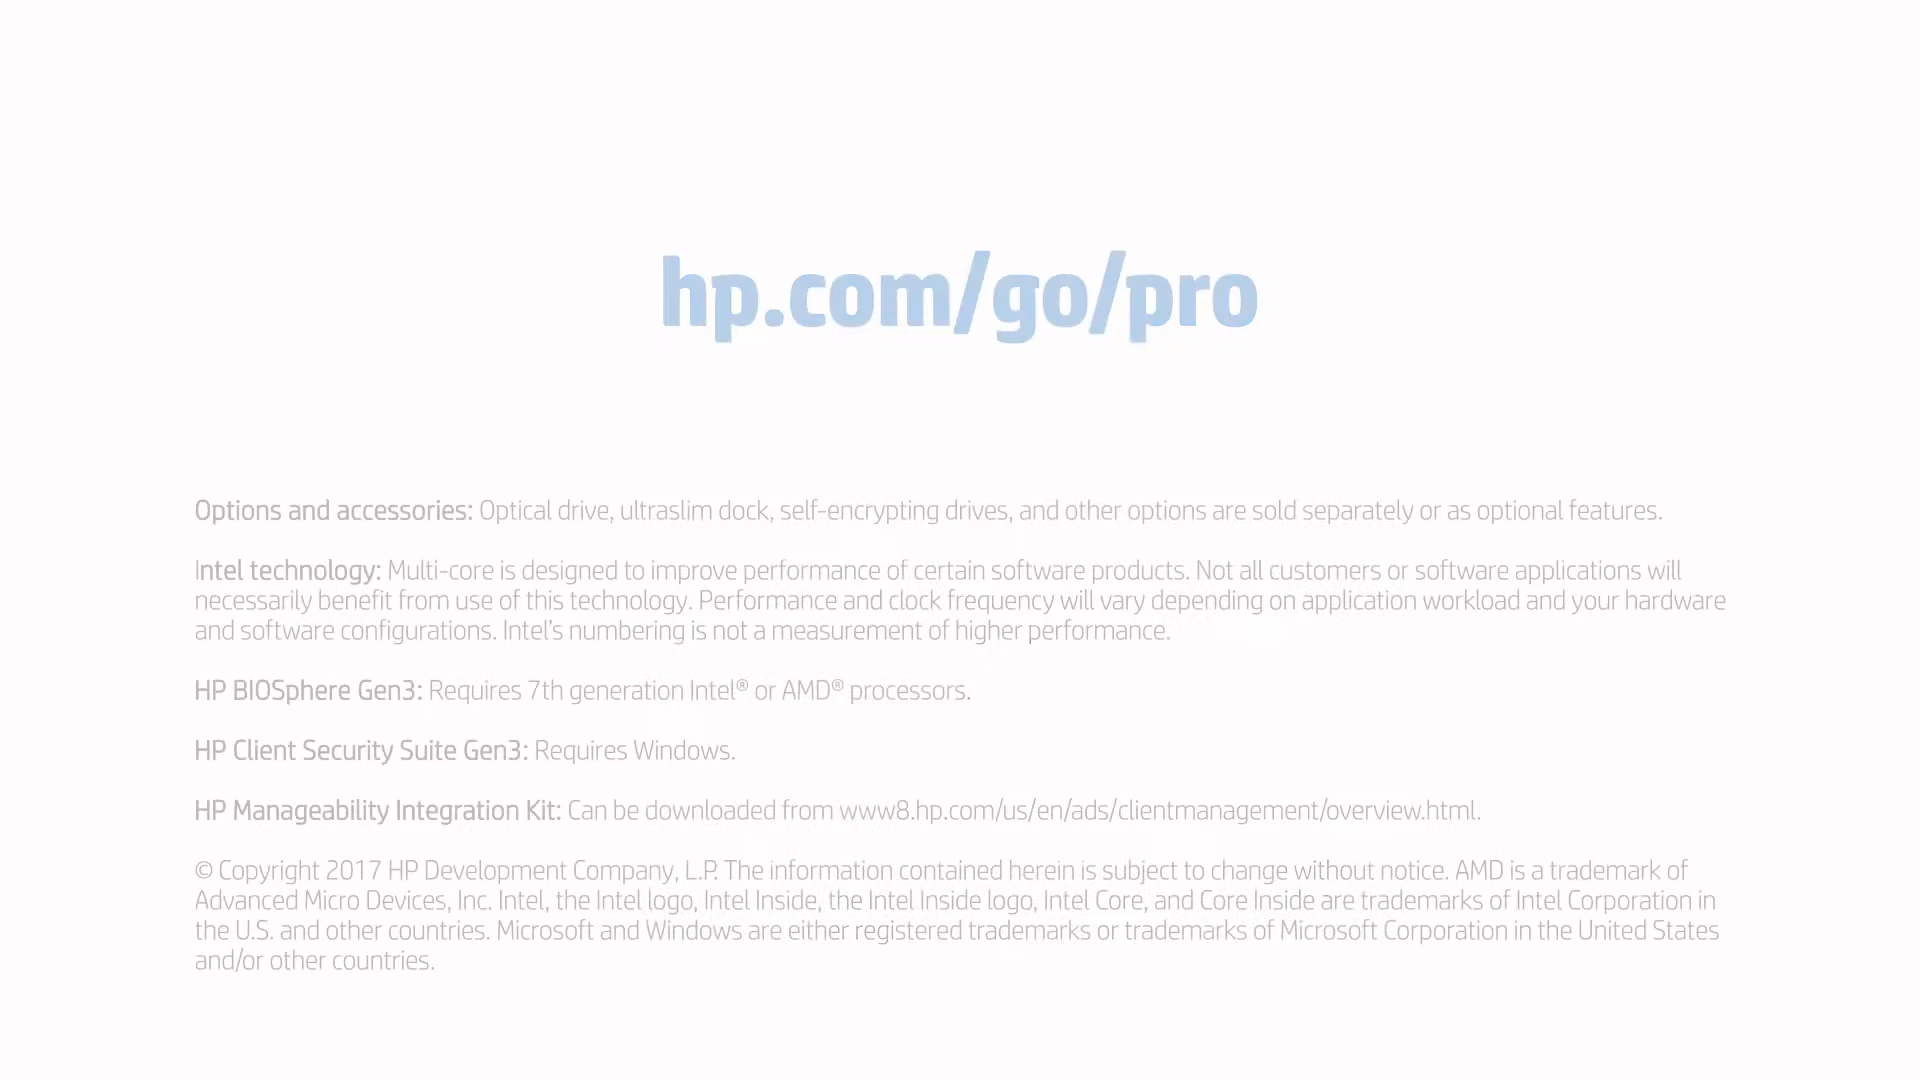 hp.com/go/pro
Options and accessories: Optical drive, ultraslim dock, self-encrypting drives, and other options are sold separately or as optional features.
Intel technology: Multi-core is designed to improve performance of certain software products. Not all customers or software applications will
necessarily benefit from use of this technology. Performance and clock frequency will vary depending on application workload and your hardware
and software configurations. Intel's numbering is not a measurement of higher performance.
HP BIOSphere Gen3: Requires 7th generation Intel® or AMD® processors.
HP Client Security Suite Gen3: Requires Windows.
HP Manageability Integration Kit: Can be downloaded from www8.hp.com/us/en/ads/clientmanagement/overview.html.
© Copyright 2017 HP Development Company, L.P. The information contained herein is subject to change without notice. AMD is a trademark of
Advanced Micro Devices, Inc. Intel, the Intel logo, Intel Inside, the Intel Inside logo, Intel Core, and Core Inside are trademarks of Intel Corporation in
the U.S. and other countries. Microsoft and Windows are either registered trademarks or trademarks of Microsoft Corporation in the United States
and/or other countries.